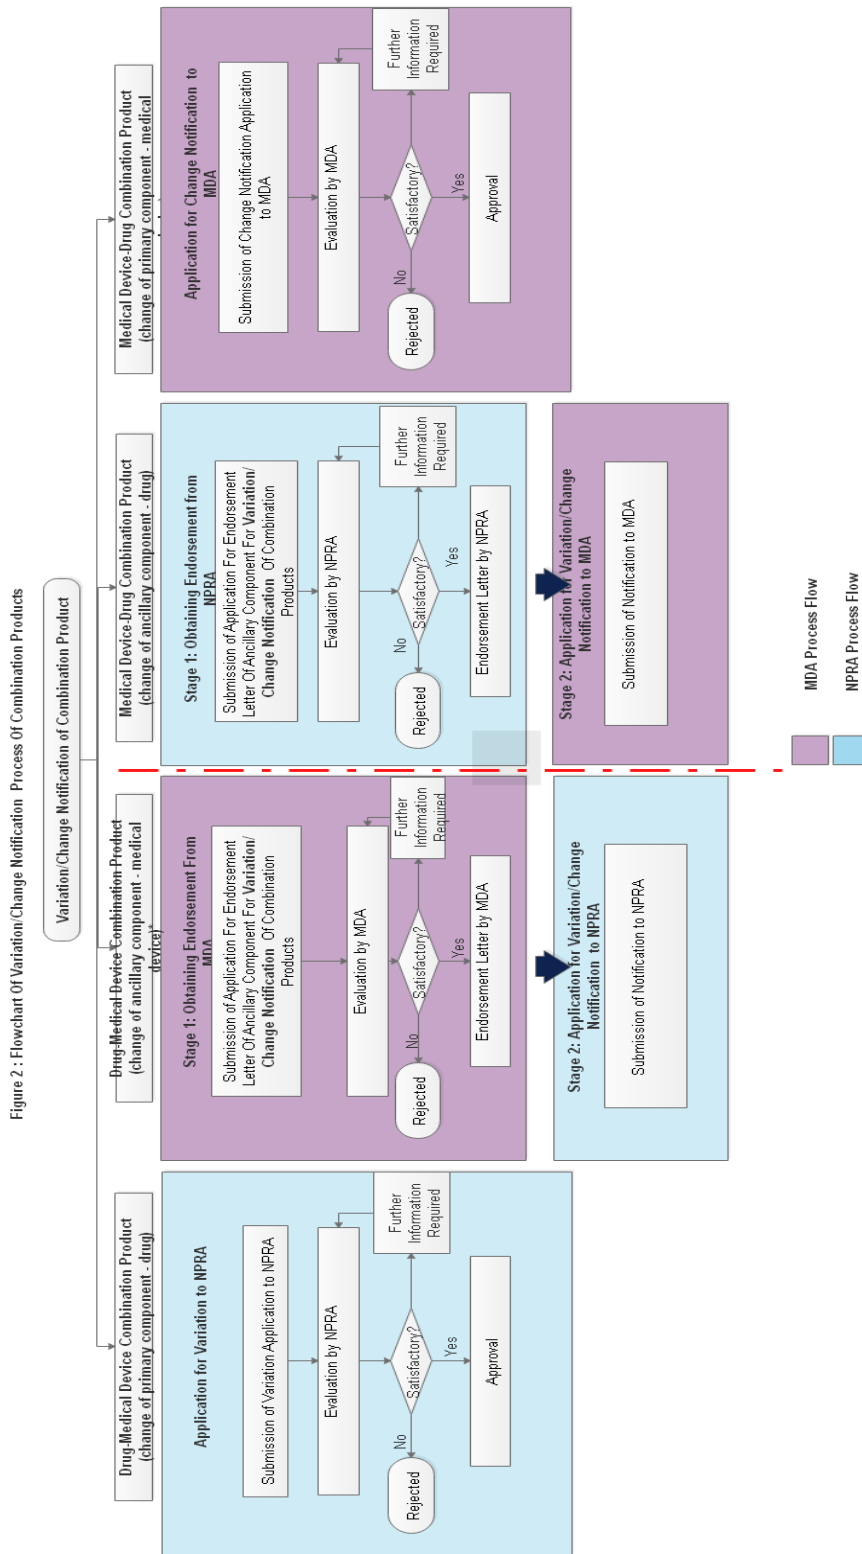 Figure 2 : Flowchart Of Variation/Change Notification Process Of Combination Products
Variation/Change Notification of Combination Product
Drug-Medical Device Combination Product
(change of primary component - drug)
Application for Variation to NPRA
Submission of Variation Application to NPRA
Evaluation by NPRA
Further
Information
Required
Satisfactory?
No
Rejected
Yes
Approval
Drug-Medical Device Combination Product
(change of ancillary component - medical
device)*
Stage 1: Obtaining Endorsement From
MDA
Submission of Application For Endorsement
Letter Of Ancillary Component For Variation/
Change Notification Of Combination
Products
Evaluation by MDA
Further
Information
Required
Satisfactory?
No
Rejected
Yes
Endorsement Letter by MDA
Stage 2: Application for Variation/Change
Notification to NPRA
Submission of Notification to NPRA
Medical Device-Drug Combination Product
(change of ancillary component - drug)
Stage 1: Obtaining Endorsement from
NPRA
Submission of Application For Endorsement
Letter Of Ancillary Component For Variation/
Change Notification Of Combination
Products
Evaluation by NPRA
Further
Information
Required
Satisfactory?
No
Rejected
Yes
Endorsement Letter by NPRA
Stage 2: Application for Variation/Change
Notification to MDA
Submission of Notification to MDA
Medical Device-Drug Combination Product
(change of primary component - medical
Application for Change Notification to
MDA
Submission of Change Notification Application
to MDA
Evaluation by MDA
Further
Information
Required
Satisfactory?
No
Rejected
Yes
Approval
MDA Process Flow
NPRA Process Flow